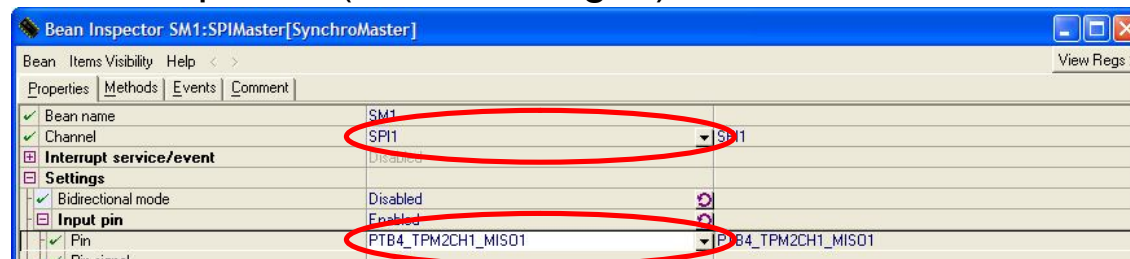 Bean Inspector SM1:SPIMaster[SynchroMaster]
Bean Items Visibility Help < > View Regs
Properties Methods Events Comment
Bean name SM1
Channel SPI1 SPI1
Interrupt service/event Disabled
Settings
Bidirectional mode Disabled
Input pin Enabled
Pin PTB4_TPM2CH1_MISO1 PTB4_TPM2CH1_MISO1